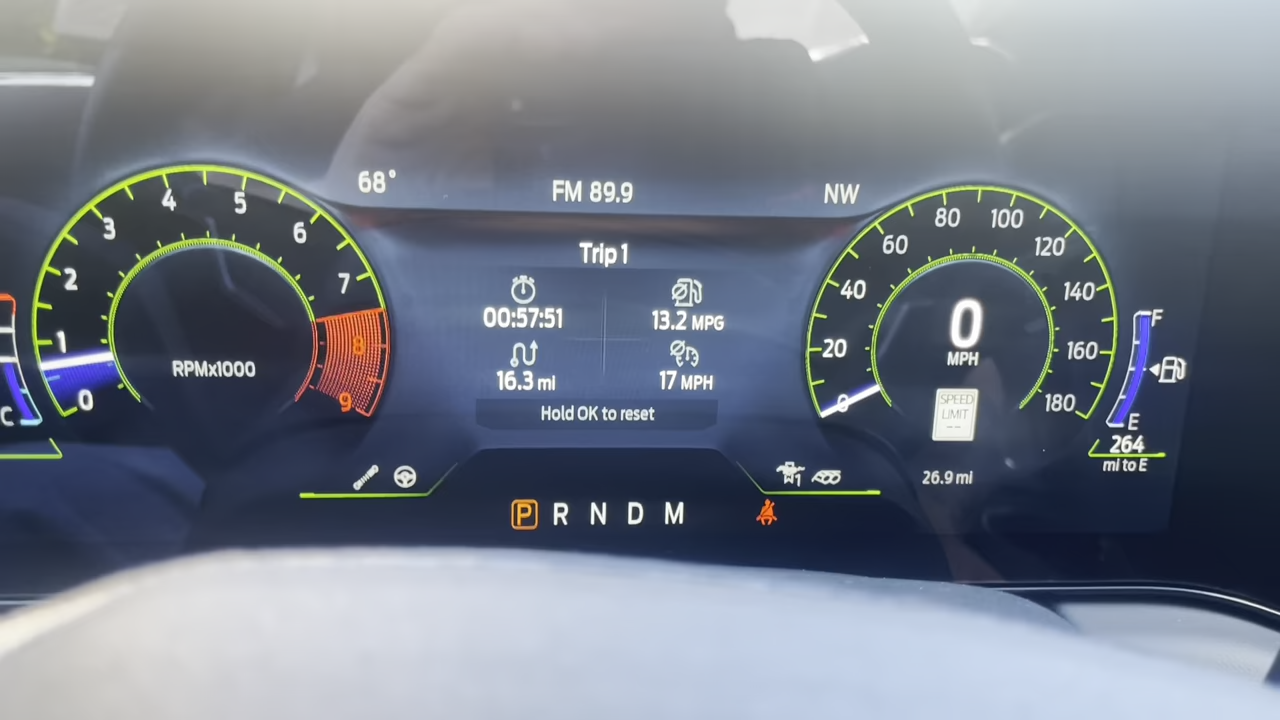 68°
FM 89.9
NW
Trip 1
00:57:51
13.2 MPG
16.3 mi
17 MPH
Hold OK to reset
0
1
2
3
4
5
6
7
8
9
RPMx1000
C
0
20
40
60
80
100
120
140
160
180
0
MPH
SPEED
LIMIT
--
26.9 mi
F
E
264
mi to E
1
P R N D M